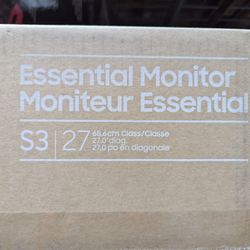 Essential Monitor
Moniteur Essential
S3 27
68.6cm Class/Classe
27.0" diag.
27,0 po en diagonale